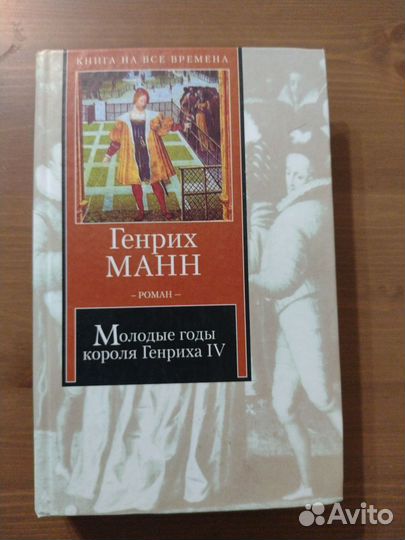 КНИГА НА ВСЕ ВРЕМЕНА
Генрих
МАНН
– РОМАН –
Молодые годы
короля Генриха IV
Avito